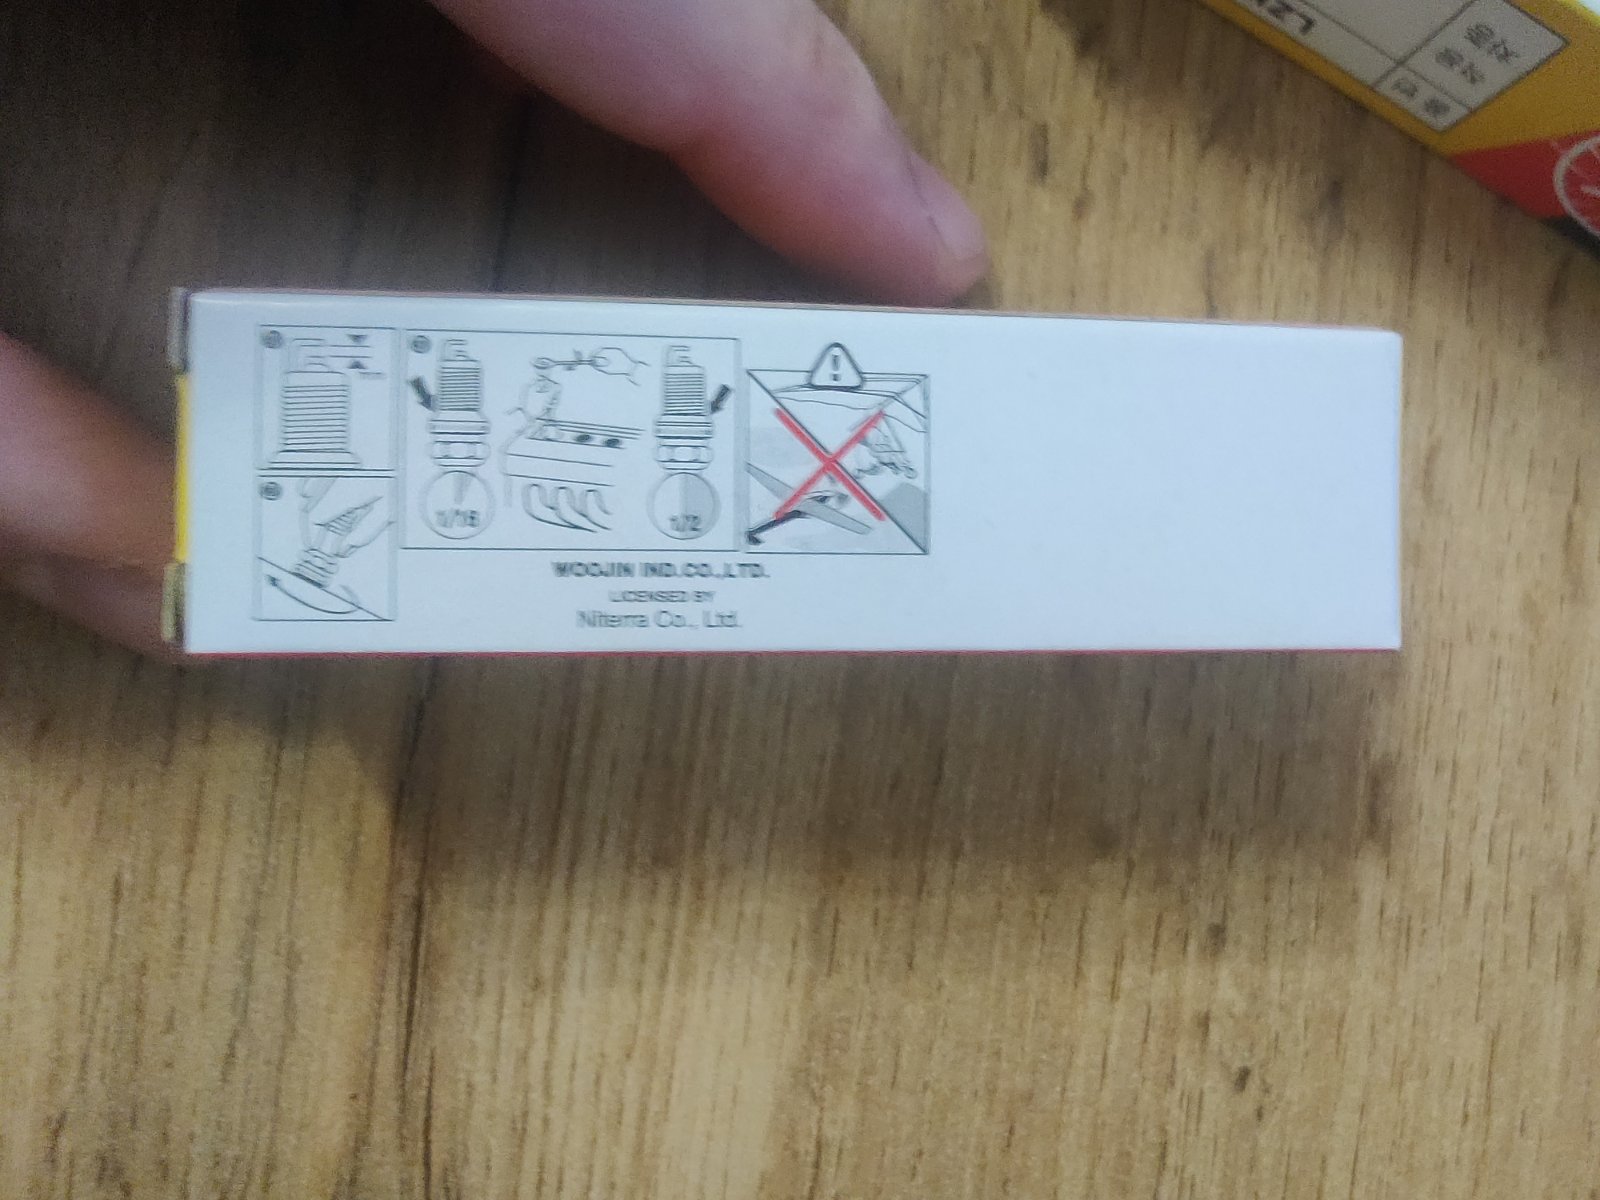 1/16
1/2
WOOJIN IND.CO.,LTD.
LICENSED BY
Niterra Co., Ltd.